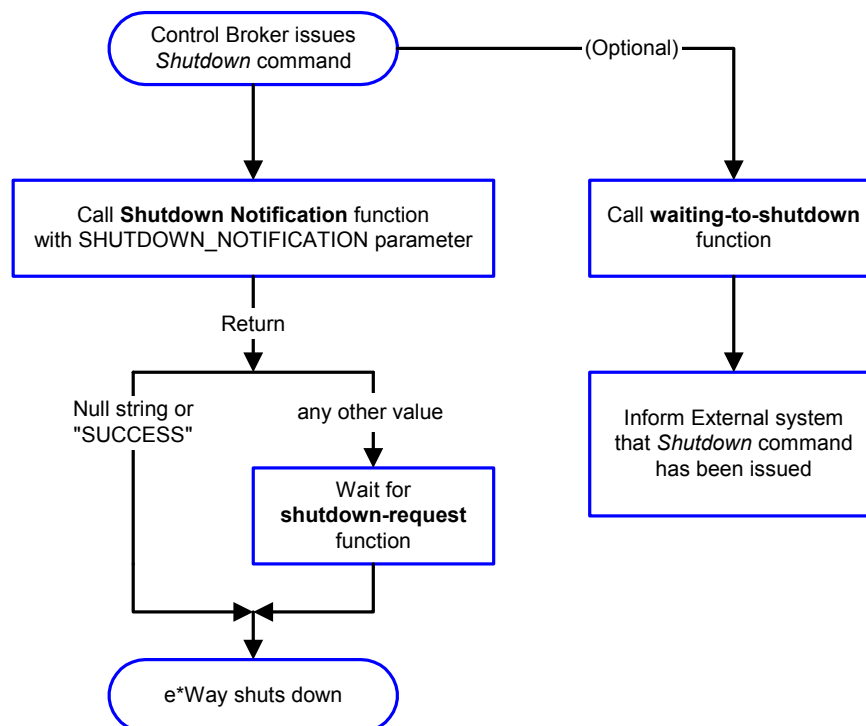 Control Broker issues
Shutdown command
(Optional)
Call Shutdown Notification function
with SHUTDOWN_NOTIFICATION parameter
Call waiting-to-shutdown
function
Return
Null string or
"SUCCESS"
any other value
Inform External system
that Shutdown command
has been issued
Wait for
shutdown-request
function
e*Way shuts down